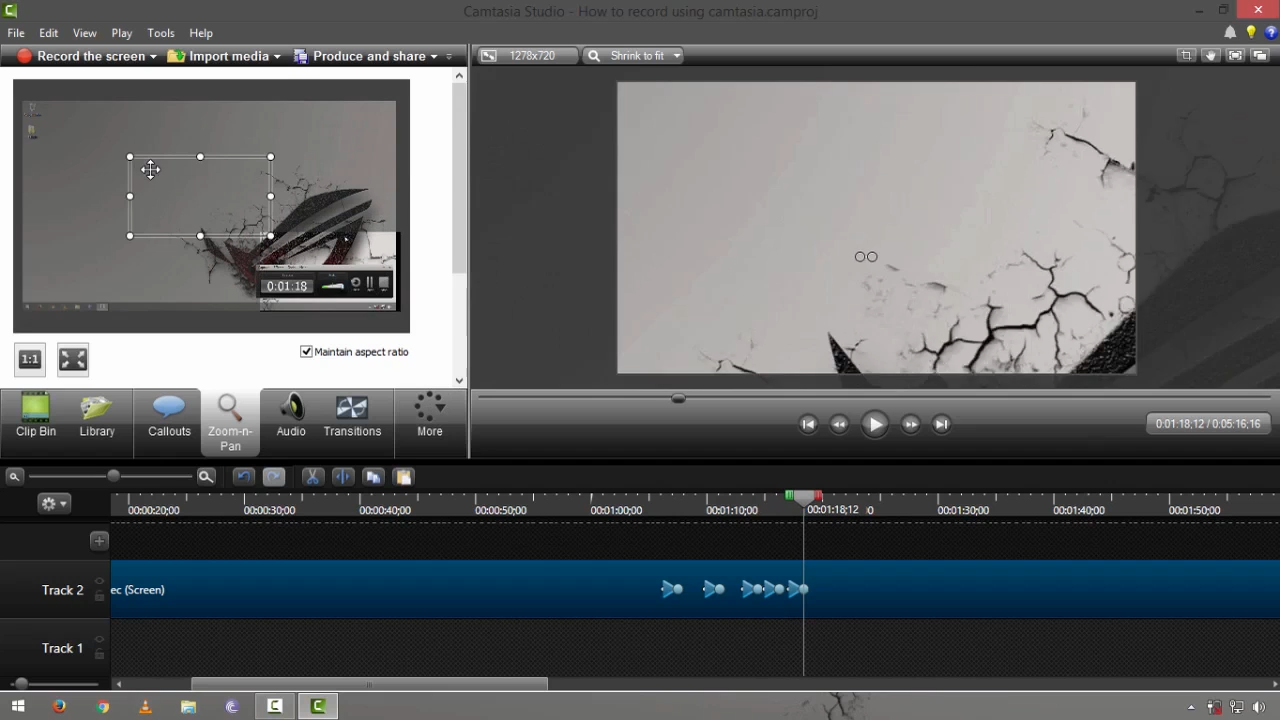 Camtasia Studio - How to record using camtasia.camproj
File Edit View Play Tools Help
Record the screen Import media Produce and share
1278x720 Shrink to fit
0:01:18
1:1 Maintain aspect ratio
Clip Bin Library Callouts Zoom-n-Pan Audio Transitions More
0:01:18;12 / 0:05:16;16
00:00:20;00 00:00:30;00 00:00:40;00 00:00:50;00 00:01:00;00 00:01:10;00 00:01:18;12 00:01:30;00 00:01:40;00 00:01:50;00
Track 2 ec (Screen)
Track 1